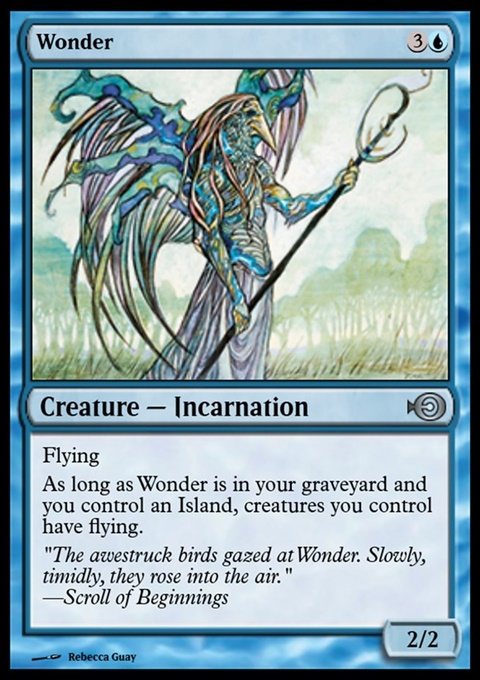 Wonder 3
Creature — Incarnation
Flying
As long as Wonder is in your graveyard and
you control an Island, creatures you control
have flying.
"The awestruck birds gazed at Wonder. Slowly,
timidly, they rose into the air."
—Scroll of Beginnings
2/2
Rebecca Guay